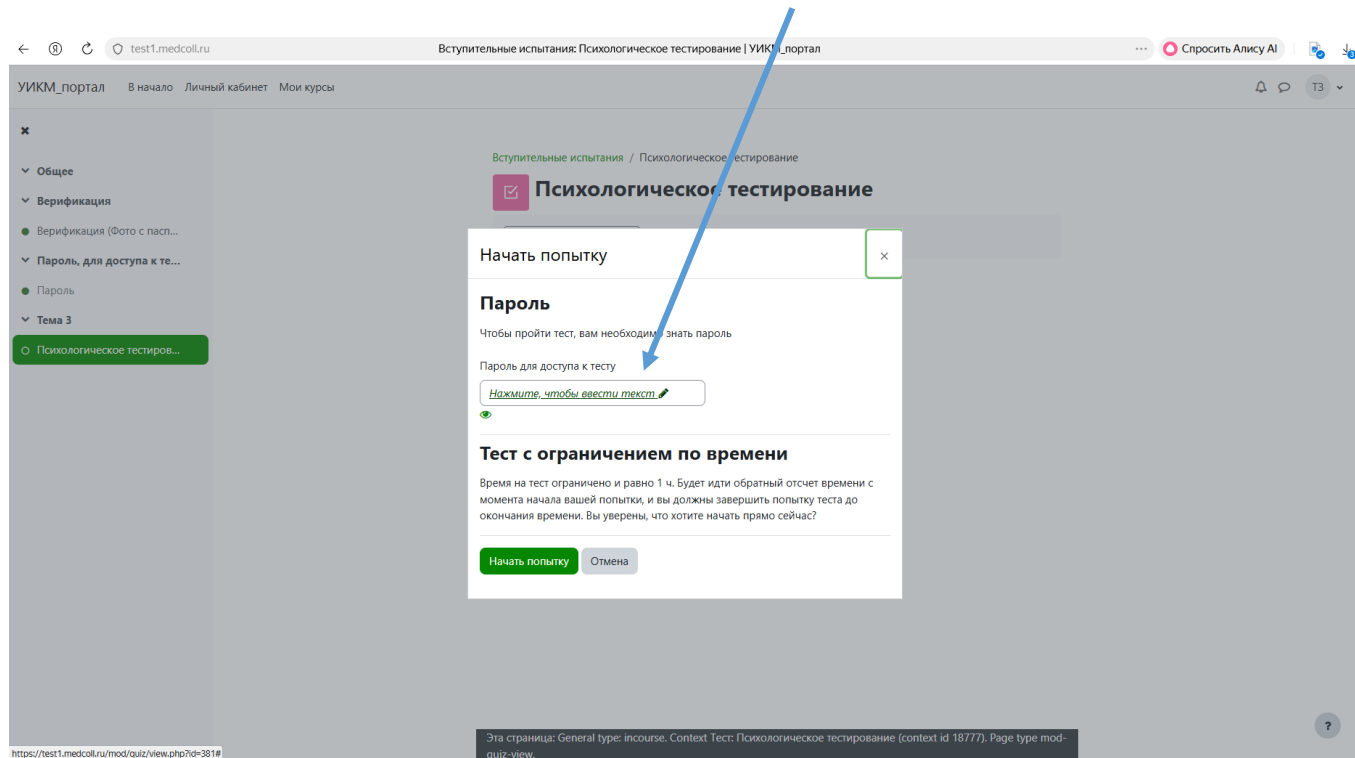 test1.medcoll.ru
Вступительные испытания: Психологическое тестирование | УИКМ_портал
Спросить Алису AI
УИКМ_портал В начало Личный кабинет Мои курсы
ТЗ
Общее
Верификация
Верификация (Фото с пасп...
Пароль, для доступа к те...
Пароль
Тема 3
Психологическое тестиров...
Вступительные испытания / Психологическое тестирование
Психологическое тестирование
Начать попытку
×
Пароль
Чтобы пройти тест, вам необходимо знать пароль
Пароль для доступа к тесту
Нажмите, чтобы ввести текст
Тест с ограничением по времени
Время на тест ограничено и равно 1 ч. Будет идти обратный отсчет времени с
момента начала вашей попытки, и вы должны завершить попытку теста до
окончания времени. Вы уверены, что хотите начать прямо сейчас?
Начать попытку Отмена
?
Эта страница: General type: incourse. Context Тест: Психологическое тестирование (context id 18777). Page type mod-
quiz-view.
https://test1.medcoll.ru/mod/quiz/view.php?id=381#